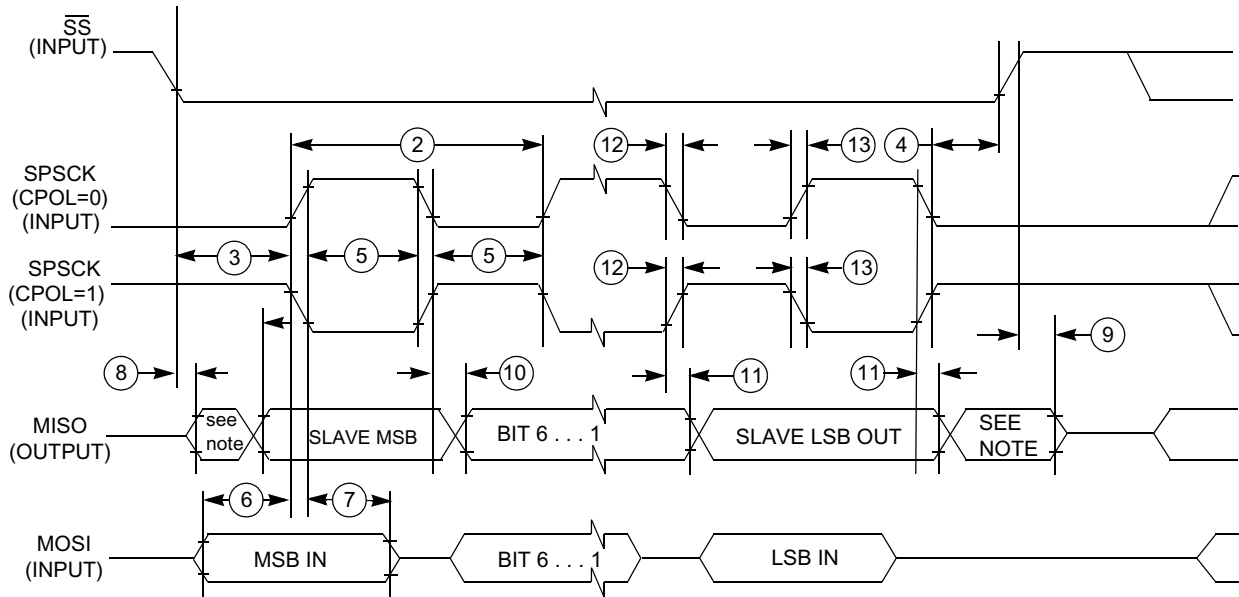 SS
(INPUT)
2
12
13
4
SPSCK
(CPOL=0)
(INPUT)
3
5
5
SPSCK
(CPOL=1)
(INPUT)
12
13
8
10
11
11
9
MISO
(OUTPUT)
see
note
SLAVE MSB
BIT 6 . . . 1
SLAVE LSB OUT
SEE
NOTE
6
7
MOSI
(INPUT)
MSB IN
BIT 6 . . . 1
LSB IN